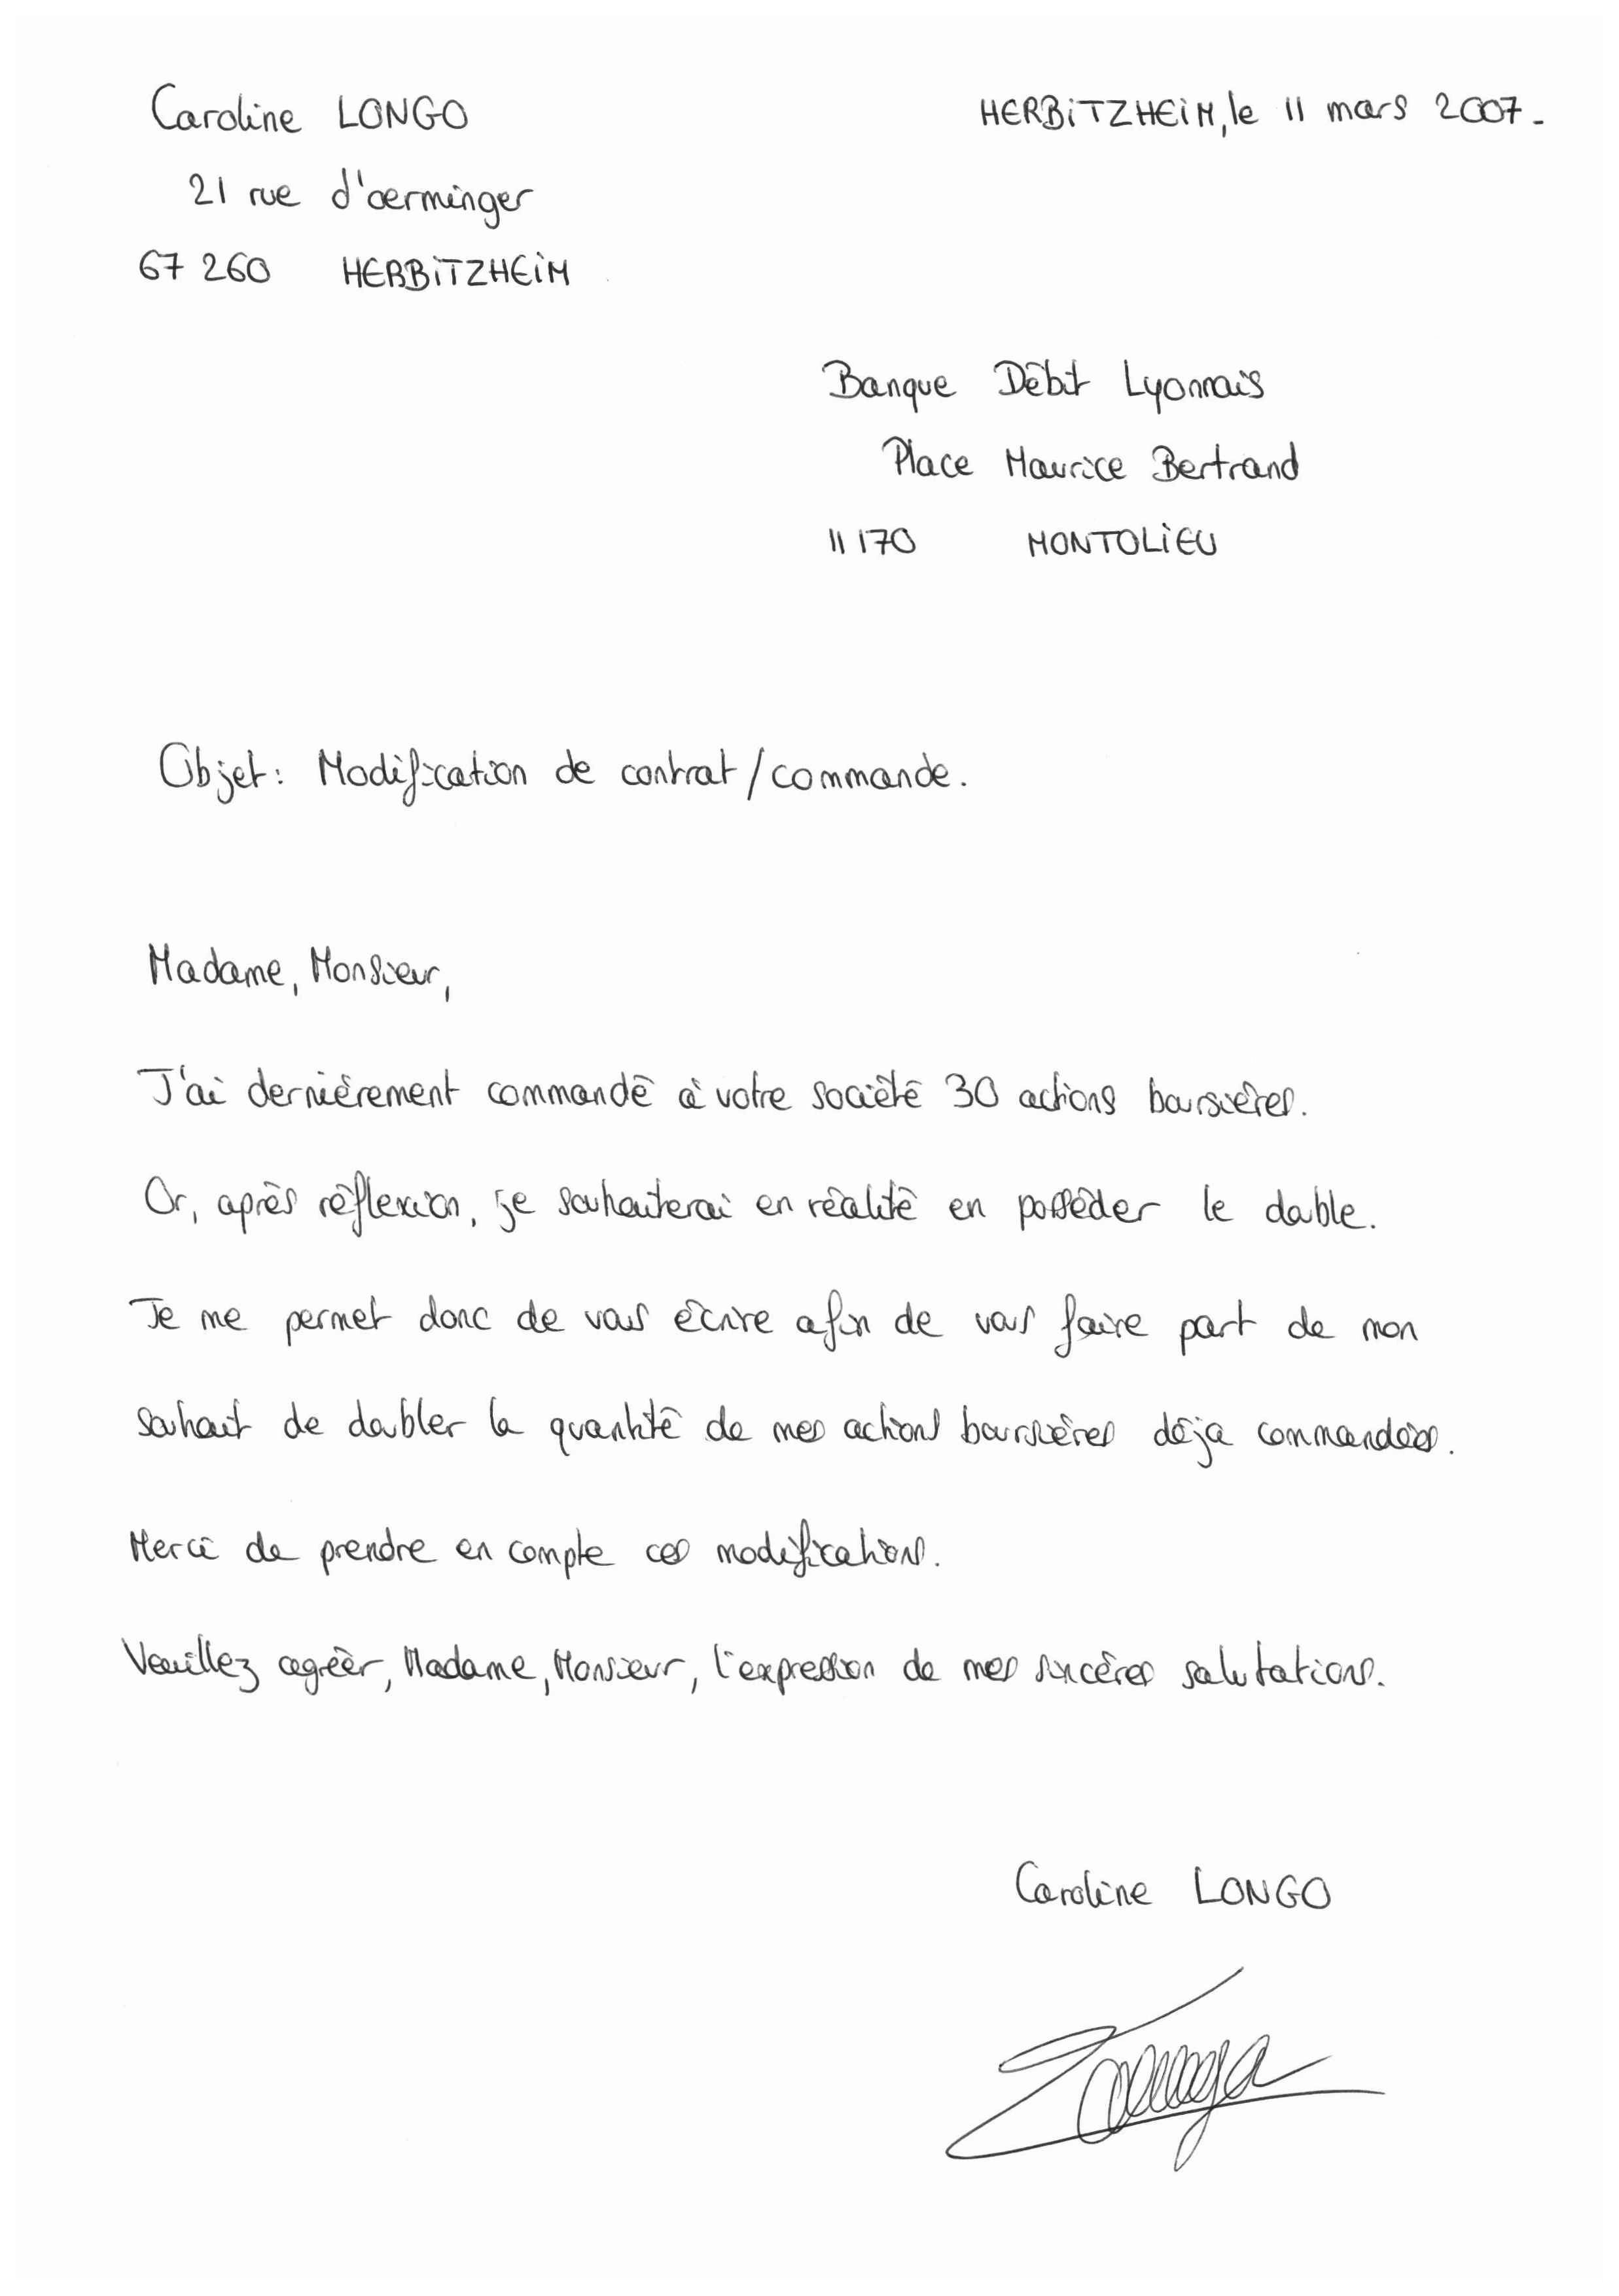 Caroline LONGO
HERBITZHEIM, le 11 mars 2007.
21 rue d'oerminger
67 260 HERBITZHEIM
Banque Débit Lyonnais
Place Maurice Bertrand
11 170 MONTOLIEU
Objet : Modification de contrat / commande.
Madame, Monsieur,
J'ai dernièrement commandé à votre société 30 actions boursières.
Or, après réflexion, je souhaiterai en réalité en posséder le double.
Je me permet donc de vous écrire afin de vous faire part de mon
souhait de doubler la quantité de mes actions boursières déja commandées.
Merci de prendre en compte ces modifications.
Veuillez agréer, Madame, Monsieur, l'expression de mes sincères salutations.
Caroline LONGO